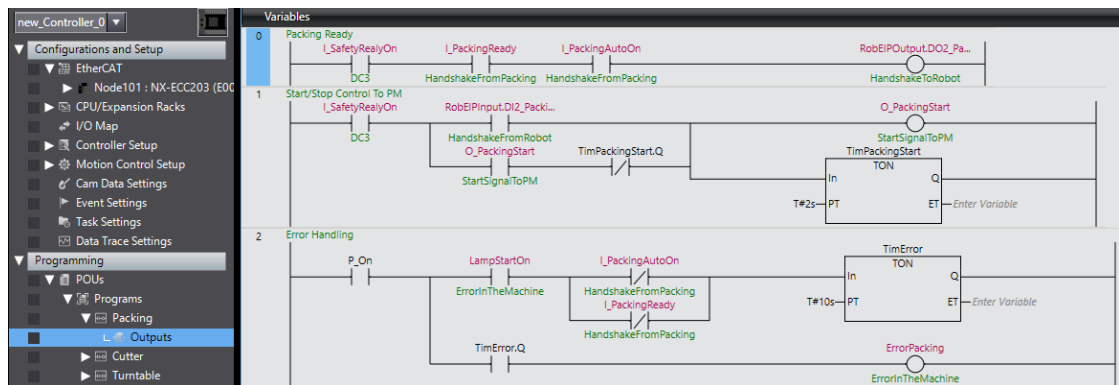 new_Controller_0
Configurations and Setup
EtherCAT
Node101 : NX-ECC203 (E00
CPU/Expansion Racks
I/O Map
Controller Setup
Motion Control Setup
Cam Data Settings
Event Settings
Task Settings
Data Trace Settings
Programming
POUs
Programs
Packing
Outputs
Cutter
Turntable
Variables
0 Packing Ready
I_SafetyRealyOn I_PackingReady I_PackingAutoOn RobEIPOutput.DO2_Pa...
DC3 HandshakeFromPacking HandshakeFromPacking HandshakeToRobot
1 Start/Stop Control To PM
I_SafetyRealyOn RobEIPInput.DI2_Packi... O_PackingStart
DC3 HandshakeFromRobot StartSignalToPM
O_PackingStart TimPackingStart.Q TimPackingStart
StartSignalToPM TON
In Q
T#2s PT ET Enter Variable
2 Error Handling
TimError
P_On LampStartOn I_PackingAutoOn TON
In Q
ErrorInTheMachine HandshakeFromPacking
I_PackingReady T#10s PT ET Enter Variable
HandshakeFromPacking
TimError.Q ErrorPacking
ErrorInTheMachine